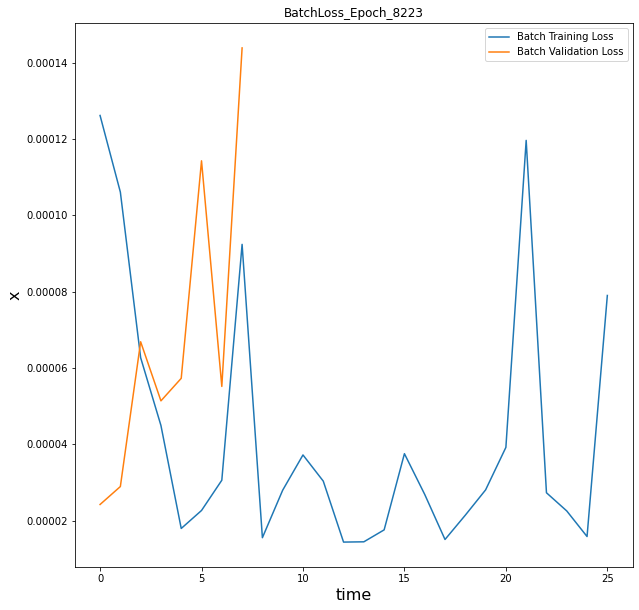 BatchLoss_Epoch_8223
Batch Training Loss
Batch Validation Loss
0.00014
0.00012
0.00010
0.00008
0.00006
0.00004
0.00002
x
0 5 10 15 20 25
time